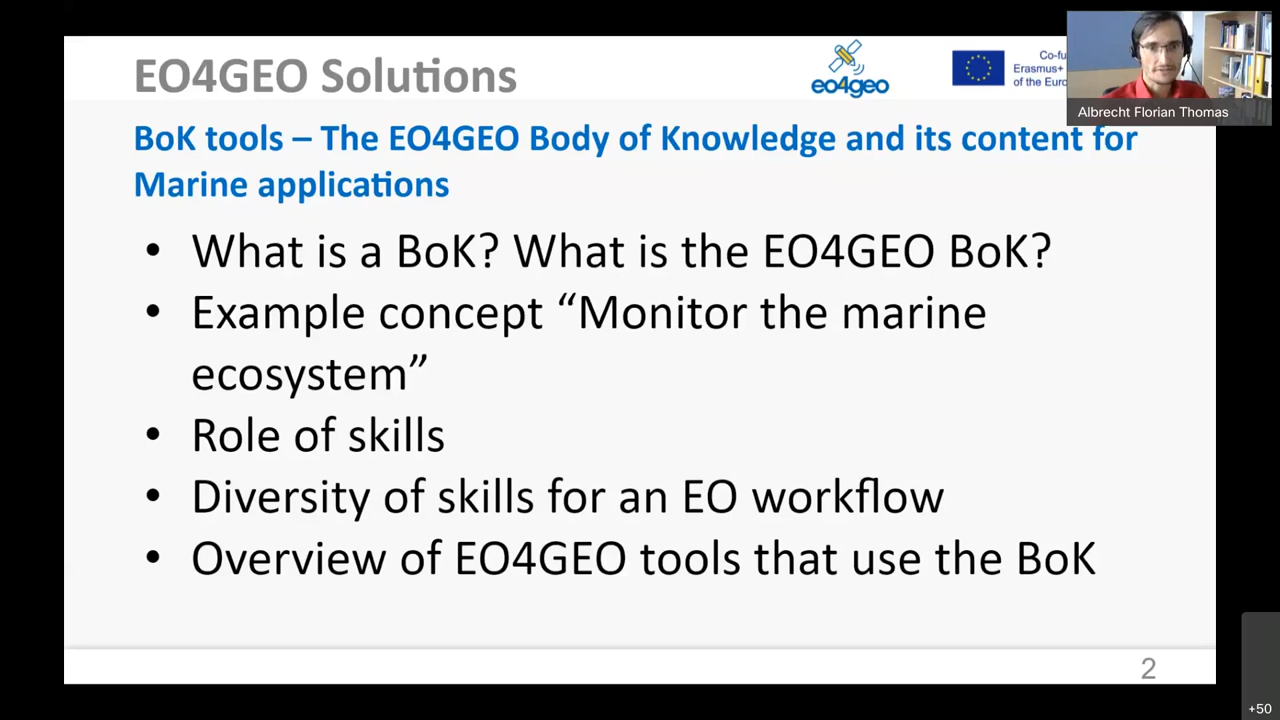 EO4GEO Solutions
eo4geo
Co-fu
Erasmus+
of the Eur
Albrecht Florian Thomas
BoK tools – The EO4GEO Body of Knowledge and its content for
Marine applications
• What is a BoK? What is the EO4GEO BoK?
• Example concept “Monitor the marine
ecosystem”
• Role of skills
• Diversity of skills for an EO workflow
• Overview of EO4GEO tools that use the BoK
2
+50